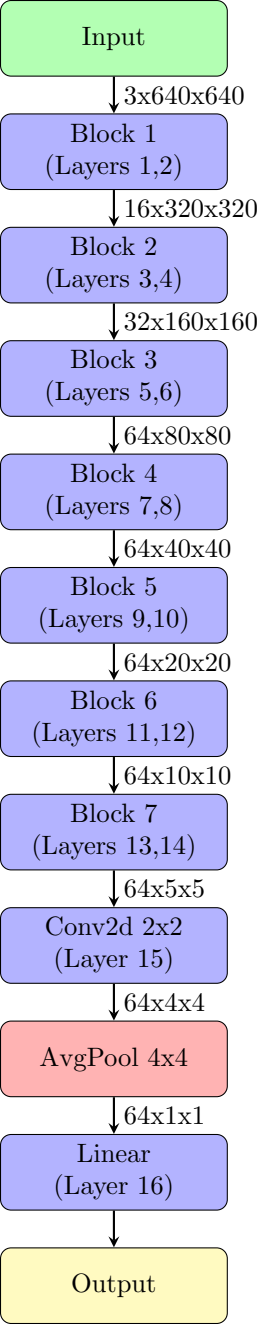 Input
3x640x640
Block 1
(Layers 1,2)
16x320x320
Block 2
(Layers 3,4)
32x160x160
Block 3
(Layers 5,6)
64x80x80
Block 4
(Layers 7,8)
64x40x40
Block 5
(Layers 9,10)
64x20x20
Block 6
(Layers 11,12)
64x10x10
Block 7
(Layers 13,14)
64x5x5
Conv2d 2x2
(Layer 15)
64x4x4
AvgPool 4x4
64x1x1
Linear
(Layer 16)
Output